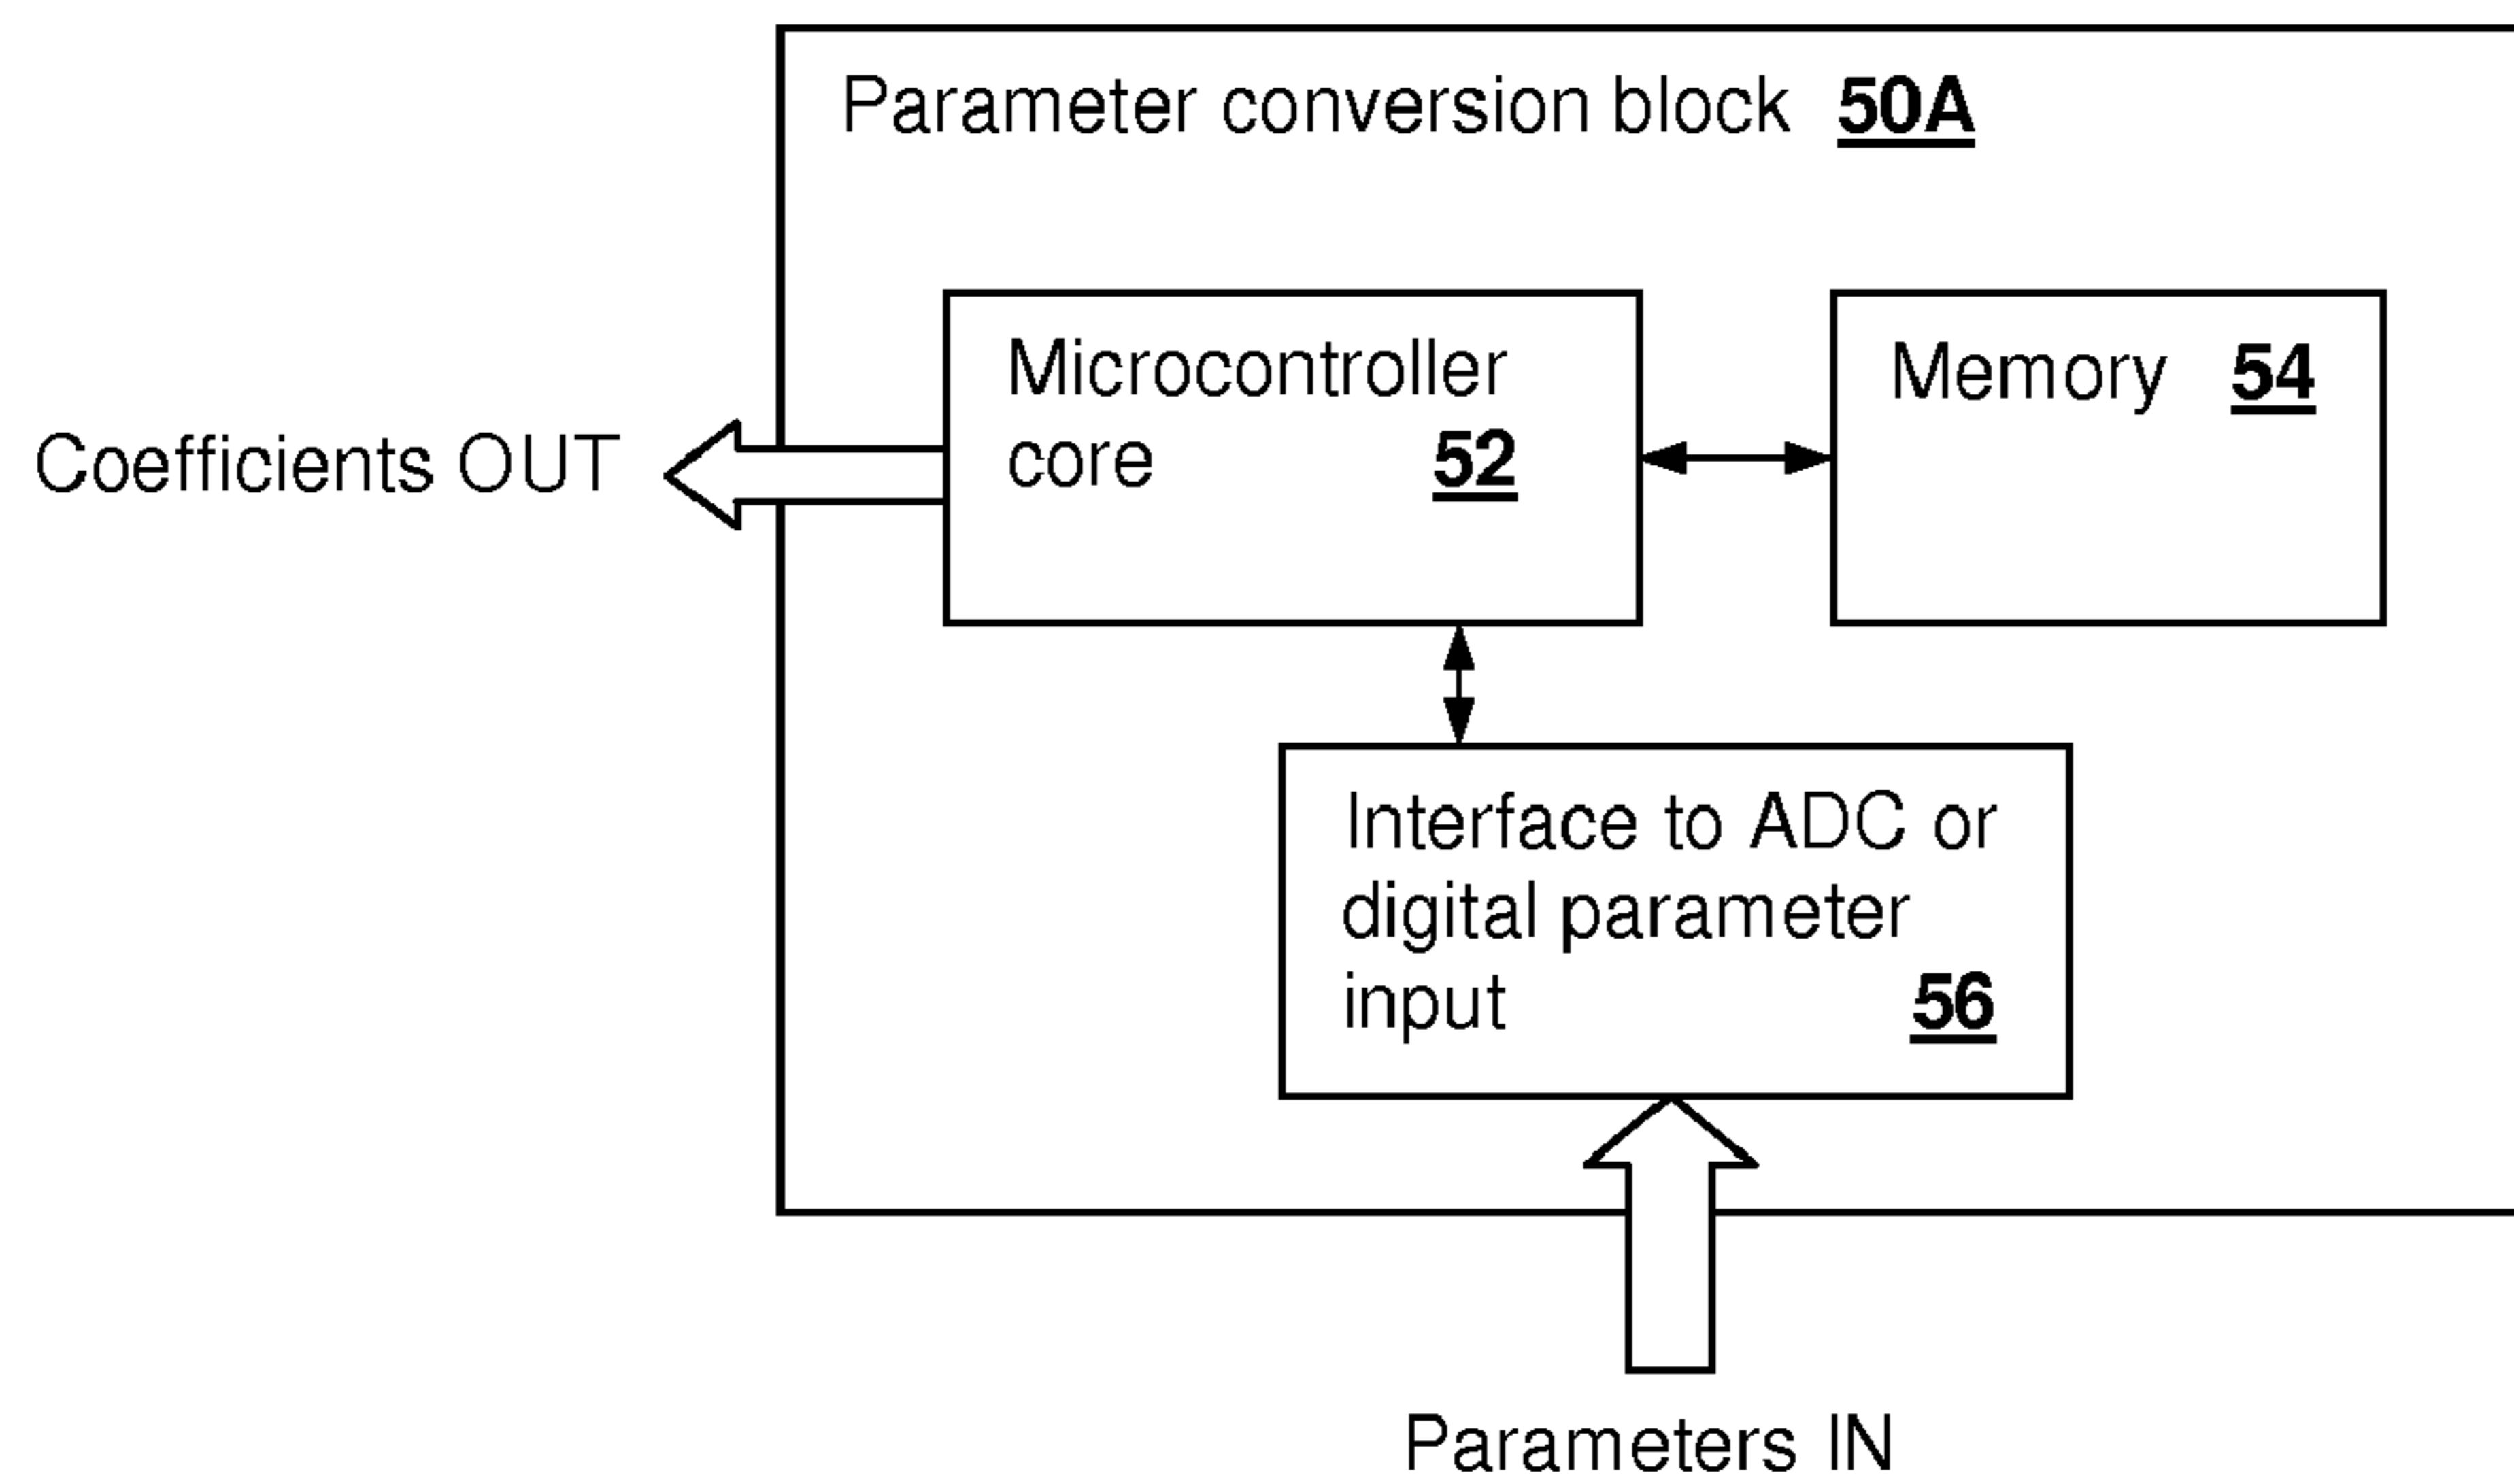 Parameter conversion block 50A
Microcontroller
core 52
Memory 54
Coefficients OUT
Interface to ADC or
digital parameter
input 56
Parameters IN